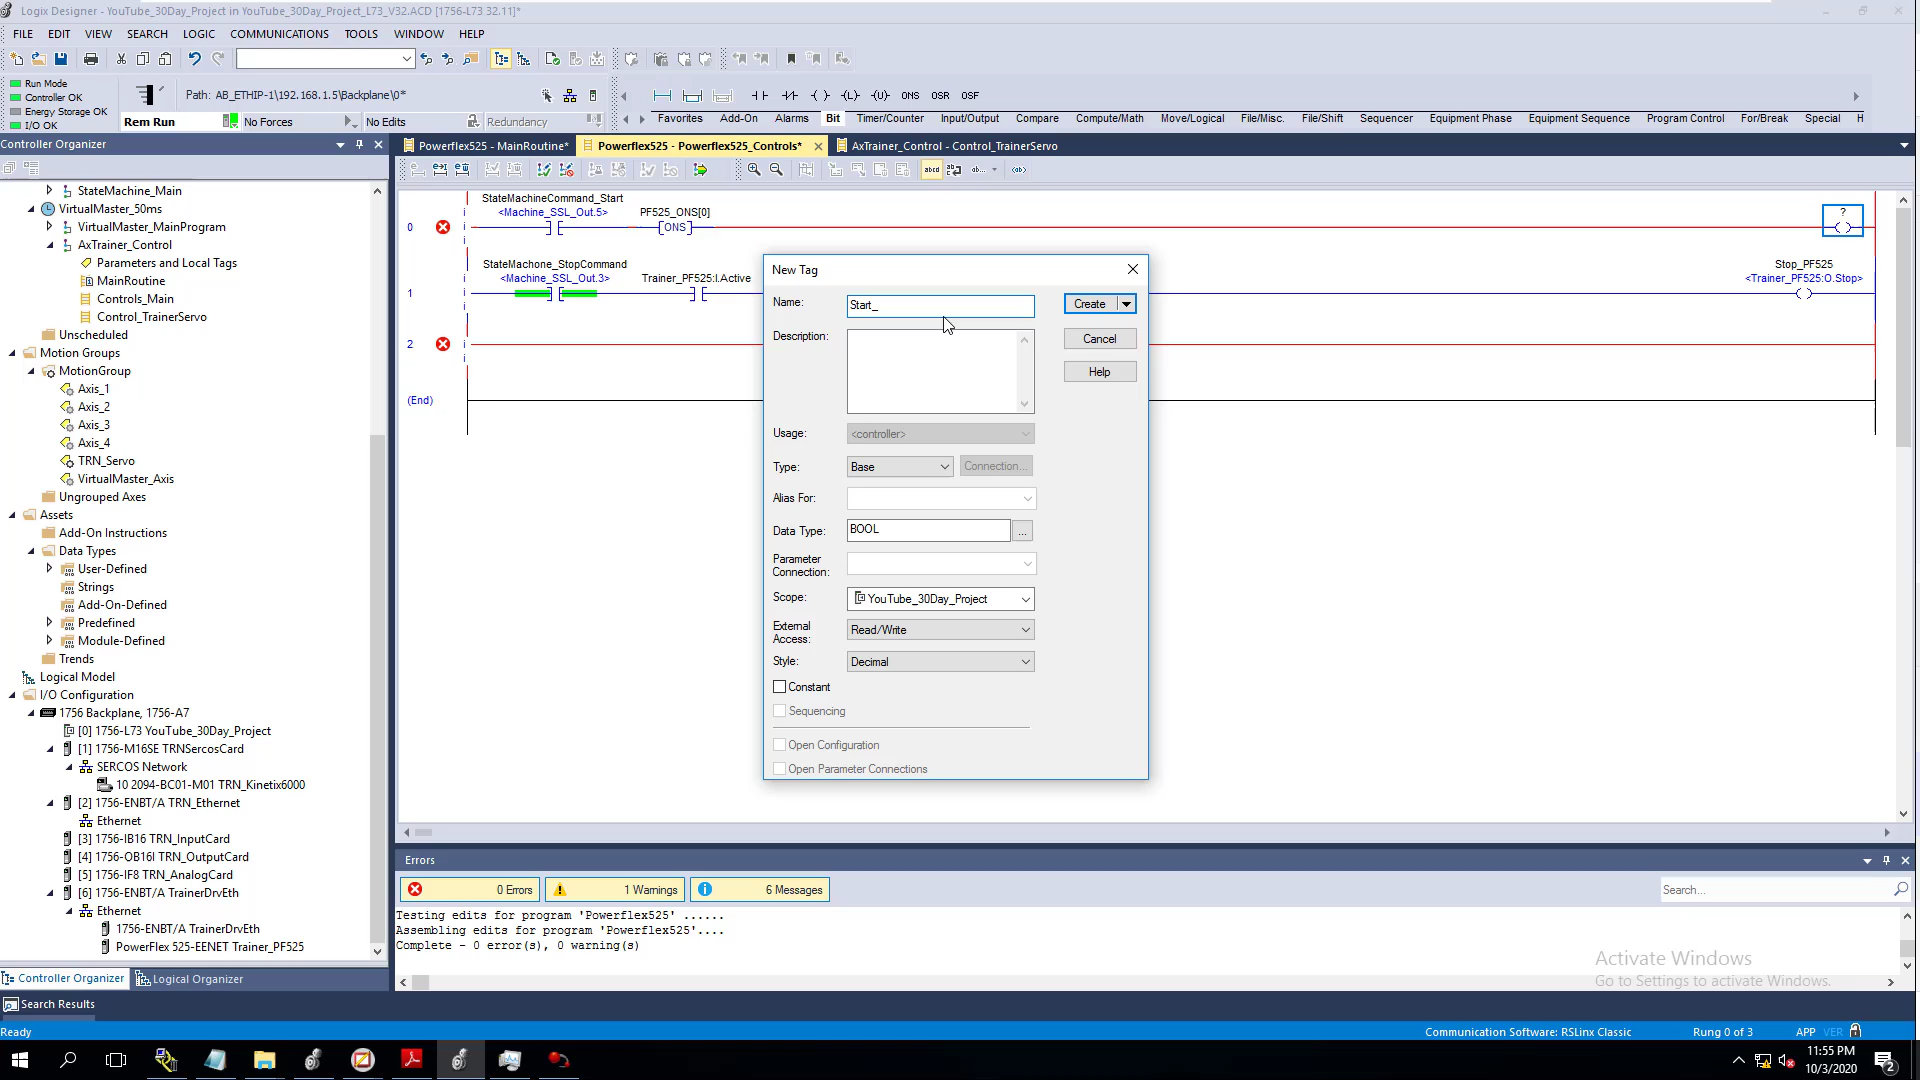 Logix Designer - YouTube_30Day_Project in YouTube_30Day_Project_L73_V32.ACD [1756-L73 32.11]*
FILE EDIT VIEW SEARCH LOGIC COMMUNICATIONS TOOLS WINDOW HELP
Run Mode
Controller OK
Energy Storage OK
I/O OK
Path: AB_ETHIP-1\192.168.1.5\Backplane\0*
Rem Run No Forces No Edits Redundancy
(L) (U) ONS OSR OSF
Favorites Add-On Alarms Bit Timer/Counter Input/Output Compare Compute/Math Move/Logical File/Misc. File/Shift Sequencer Equipment Phase Equipment Sequence Program Control For/Break Special H
Controller Organizer
Powerflex525 - MainRoutine* Powerflex525 - Powerflex525_Controls* AxTrainer_Control - Control_TrainerServo
StateMachine_Main
VirtualMaster_50ms
VirtualMaster_MainProgram
AxTrainer_Control
Parameters and Local Tags
MainRoutine
Controls_Main
Control_TrainerServo
Unscheduled
Motion Groups
MotionGroup
Axis_1
Axis_2
Axis_3
Axis_4
TRN_Servo
VirtualMaster_Axis
Ungrouped Axes
Assets
Add-On Instructions
Data Types
User-Defined
Strings
Add-On-Defined
Predefined
Module-Defined
Trends
Logical Model
I/O Configuration
1756 Backplane, 1756-A7
[0] 1756-L73 YouTube_30Day_Project
[1] 1756-M16SE TRNSercosCard
SERCOS Network
10 2094-BC01-M01 TRN_Kinetix6000
[2] 1756-ENBT/A TRN_Ethernet
Ethernet
[3] 1756-IB16 TRN_InputCard
[4] 1756-OB16I TRN_OutputCard
[5] 1756-IF8 TRN_AnalogCard
[6] 1756-ENBT/A TrainerDrvEth
Ethernet
1756-ENBT/A TrainerDrvEth
PowerFlex 525-EENET Trainer_PF525
Controller Organizer Logical Organizer
StateMachineCommand_Start
<Machine_SSL_Out.5> PF525_ONS[0] ?
0 i i i ONS
StateMachone_StopCommand Stop_PF525
<Machine_SSL_Out.3> Trainer_PF525:I.Active <Trainer_PF525:O.Stop>
1 i i i
2 i i i
(End)
New Tag
Name: Start_ Create
Description: Cancel
Help
Usage: <controller>
Type: Base Connection...
Alias For:
Data Type: BOOL ...
Parameter
Connection:
Scope: YouTube_30Day_Project
External
Access: Read/Write
Style: Decimal
Constant
Sequencing
Open Configuration
Open Parameter Connections
Errors
0 Errors 1 Warnings 6 Messages Search...
Testing edits for program 'Powerflex525' ......
Assembling edits for program 'Powerflex525'....
Complete - 0 error(s), 0 warning(s)
Activate Windows
Go to Settings to activate Windows.
Search Results
Ready Communication Software: RSLinx Classic Rung 0 of 3 APP VER
11:55 PM
10/3/2020
2